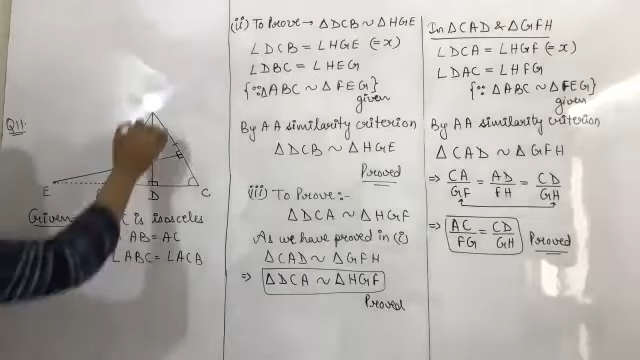 Q11.
E
D
C
Given
C is isosceles
AB = AC
∠ABC = ∠ACB
(ii) To Prove → ΔDCB ~ ΔHGE
∠DCB = ∠HGE (=x)
∠DBC = ∠HEG
{∵ ΔABC ~ ΔFEG}
given
By AA similarity criterion
ΔDCB ~ ΔHGE
Proved
(iii) To Prove:-
ΔDCA ~ ΔHGF
As we have proved in (i)
ΔCAD ~ ΔGFH
⇒ ΔDCA ~ ΔHGF
Proved
In ΔCAD & ΔGFH
∠DCA = ∠HGF (=x)
∠DAC = ∠HFG
{∵ ΔABC ~ ΔFEG}
given
By AA similarity criterion
ΔCAD ~ ΔGFH
⇒ CA/GF = AD/FH = CD/GH
⇒ AC/FG = CD/GH Proved